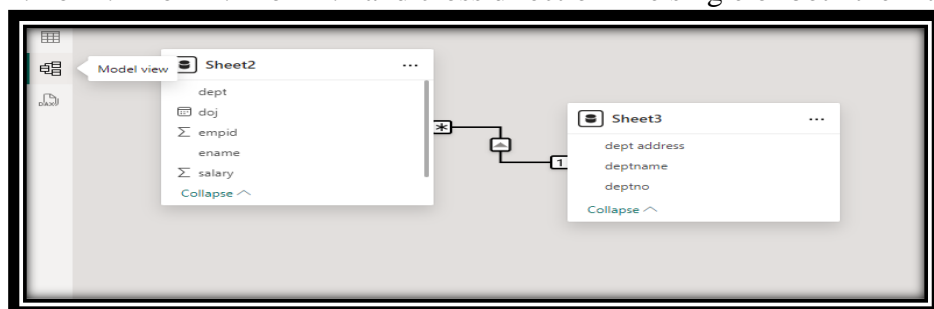 Model view
Sheet2
dept
doj
empid
ename
salary
Collapse
*
1
Sheet3
dept address
deptname
deptno
Collapse